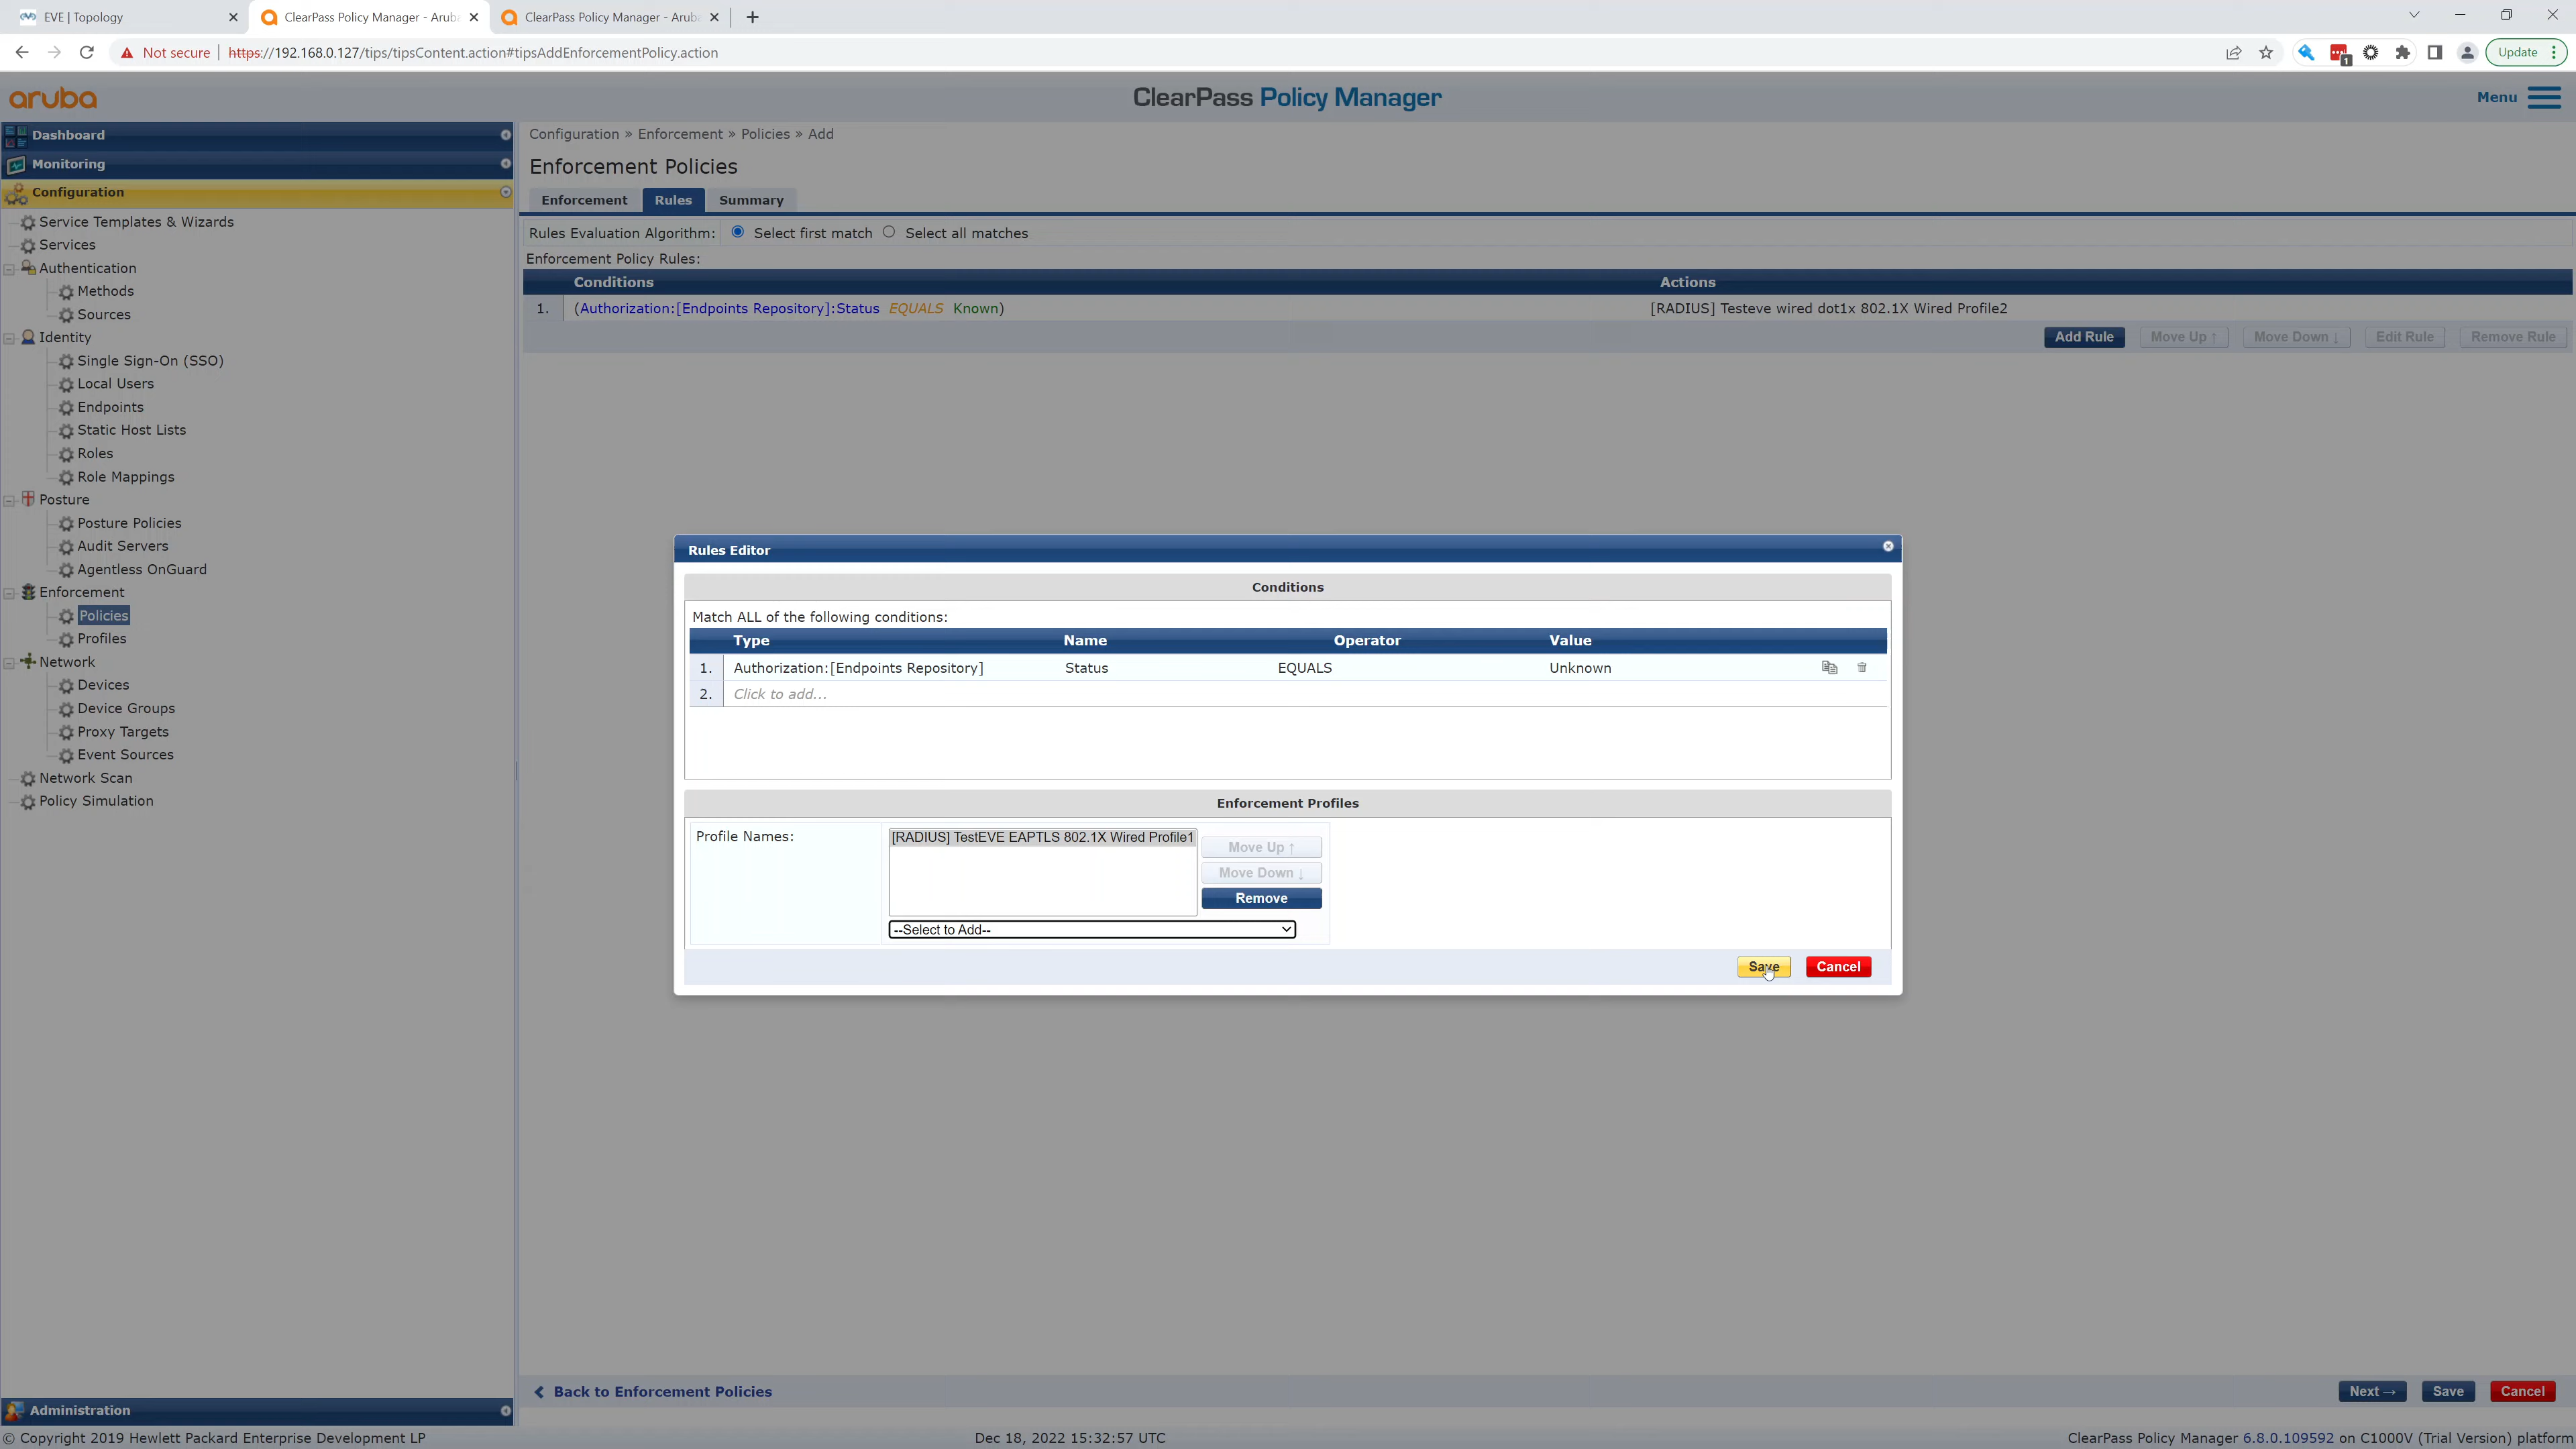 EVE | Topology
ClearPass Policy Manager - Arub
ClearPass Policy Manager - Arub
Not secure
https://192.168.0.127/tips/tipsContent.action#tipsAddEnforcementPolicy.action
1
Update
aruba
ClearPass Policy Manager
Menu
Dashboard
Monitoring
Configuration
Service Templates & Wizards
Services
Authentication
Methods
Sources
Identity
Single Sign-On (SSO)
Local Users
Endpoints
Static Host Lists
Roles
Role Mappings
Posture
Posture Policies
Audit Servers
Agentless OnGuard
Enforcement
Policies
Profiles
Network
Devices
Device Groups
Proxy Targets
Event Sources
Network Scan
Policy Simulation
Administration
Configuration » Enforcement » Policies » Add
Enforcement Policies
Enforcement Rules Summary
Rules Evaluation Algorithm: Select first match Select all matches
Enforcement Policy Rules:
Conditions Actions
1. (Authorization:[Endpoints Repository]:Status EQUALS Known) [RADIUS] Testeve wired dot1x 802.1X Wired Profile2
Add Rule Move Up ↑ Move Down ↓ Edit Rule Remove Rule
Rules Editor
Conditions
Match ALL of the following conditions:
Type Name Operator Value
1. Authorization:[Endpoints Repository] Status EQUALS Unknown
2. Click to add...
Enforcement Profiles
Profile Names:
[RADIUS] TestEVE EAPTLS 802.1X Wired Profile1
Move Up ↑
Move Down ↓
Remove
--Select to Add--
Save Cancel
Back to Enforcement Policies
Next → Save Cancel
© Copyright 2019 Hewlett Packard Enterprise Development LP
Dec 18, 2022 15:32:57 UTC
ClearPass Policy Manager 6.8.0.109592 on C1000V (Trial Version) platform